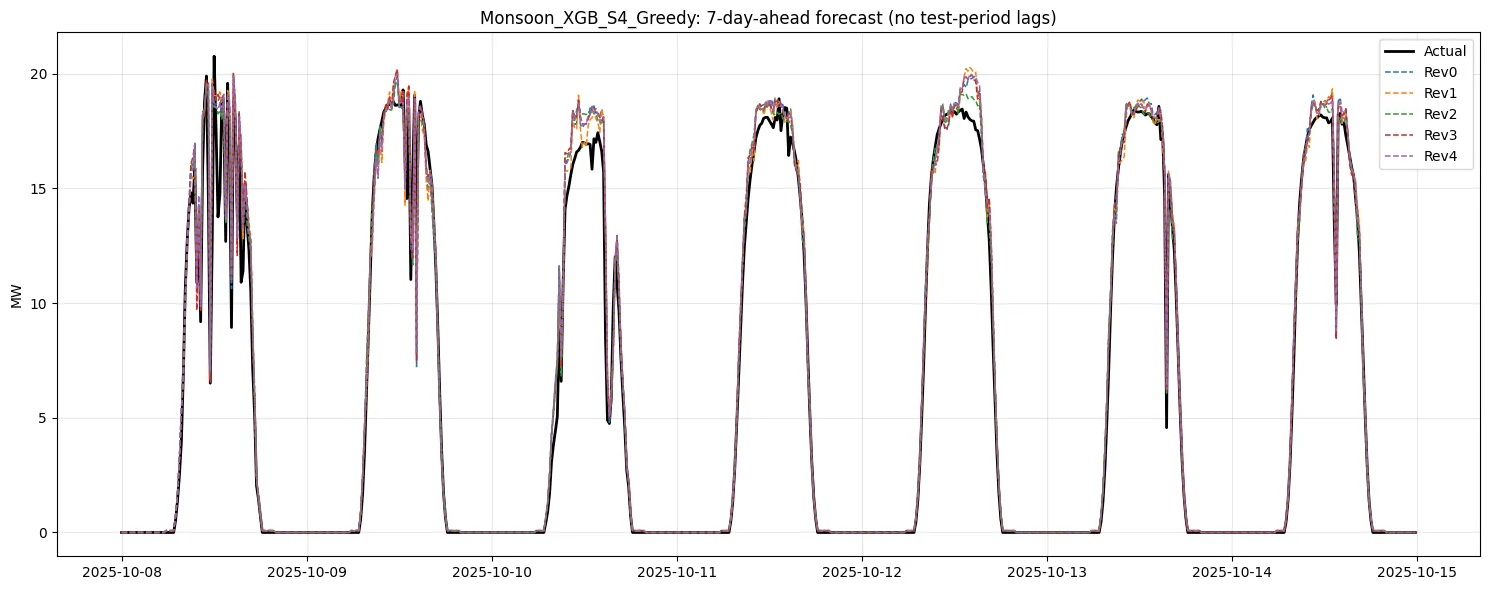 Monsoon_XGB_S4_Greedy: 7-day-ahead forecast (no test-period lags)
Actual
Rev0
Rev1
Rev2
Rev3
Rev4
MW
20
15
10
5
0
2025-10-08
2025-10-09
2025-10-10
2025-10-11
2025-10-12
2025-10-13
2025-10-14
2025-10-15